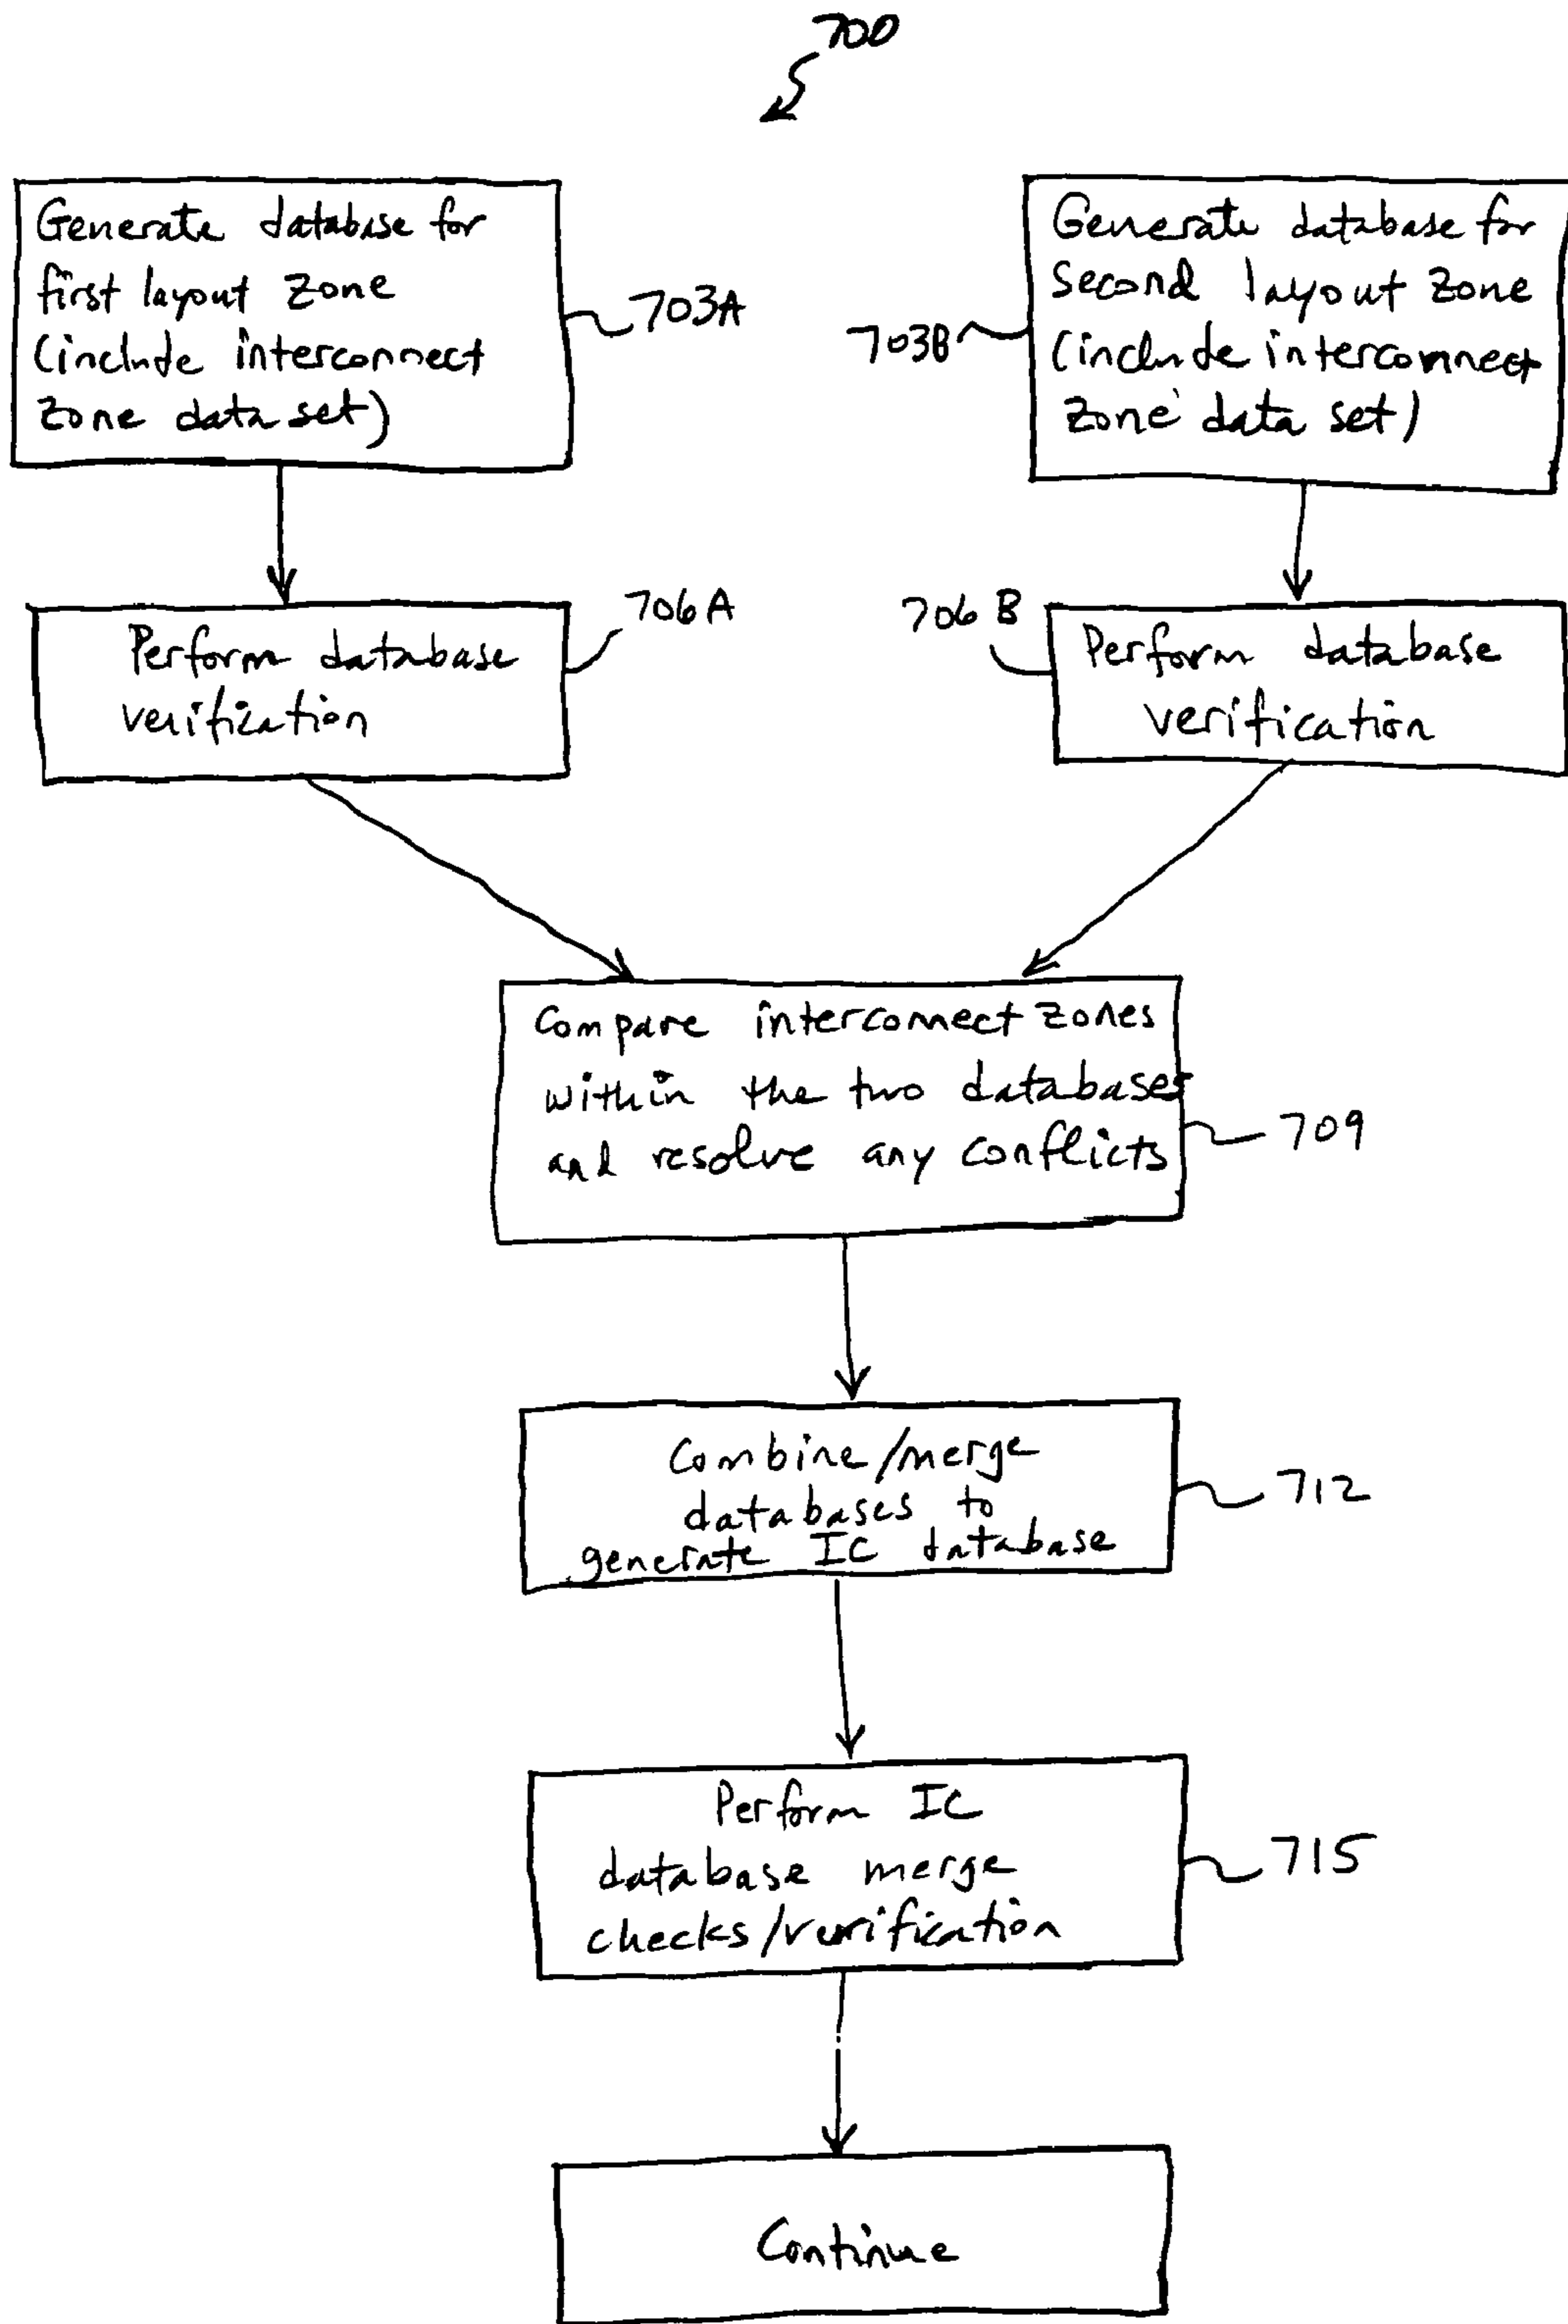 700
Generate database for
first layout zone
(include interconnect
zone data set)
703A
Generate database for
second layout zone
(include interconnect
zone data set)
703B
Perform database
verification
706A
706B
Perform database
verification
Compare interconnect zones
within the two databases
and resolve any conflicts
709
Combine/merge
databases to
generate IC database
712
Perform IC
database merge
checks/verification
715
Continue